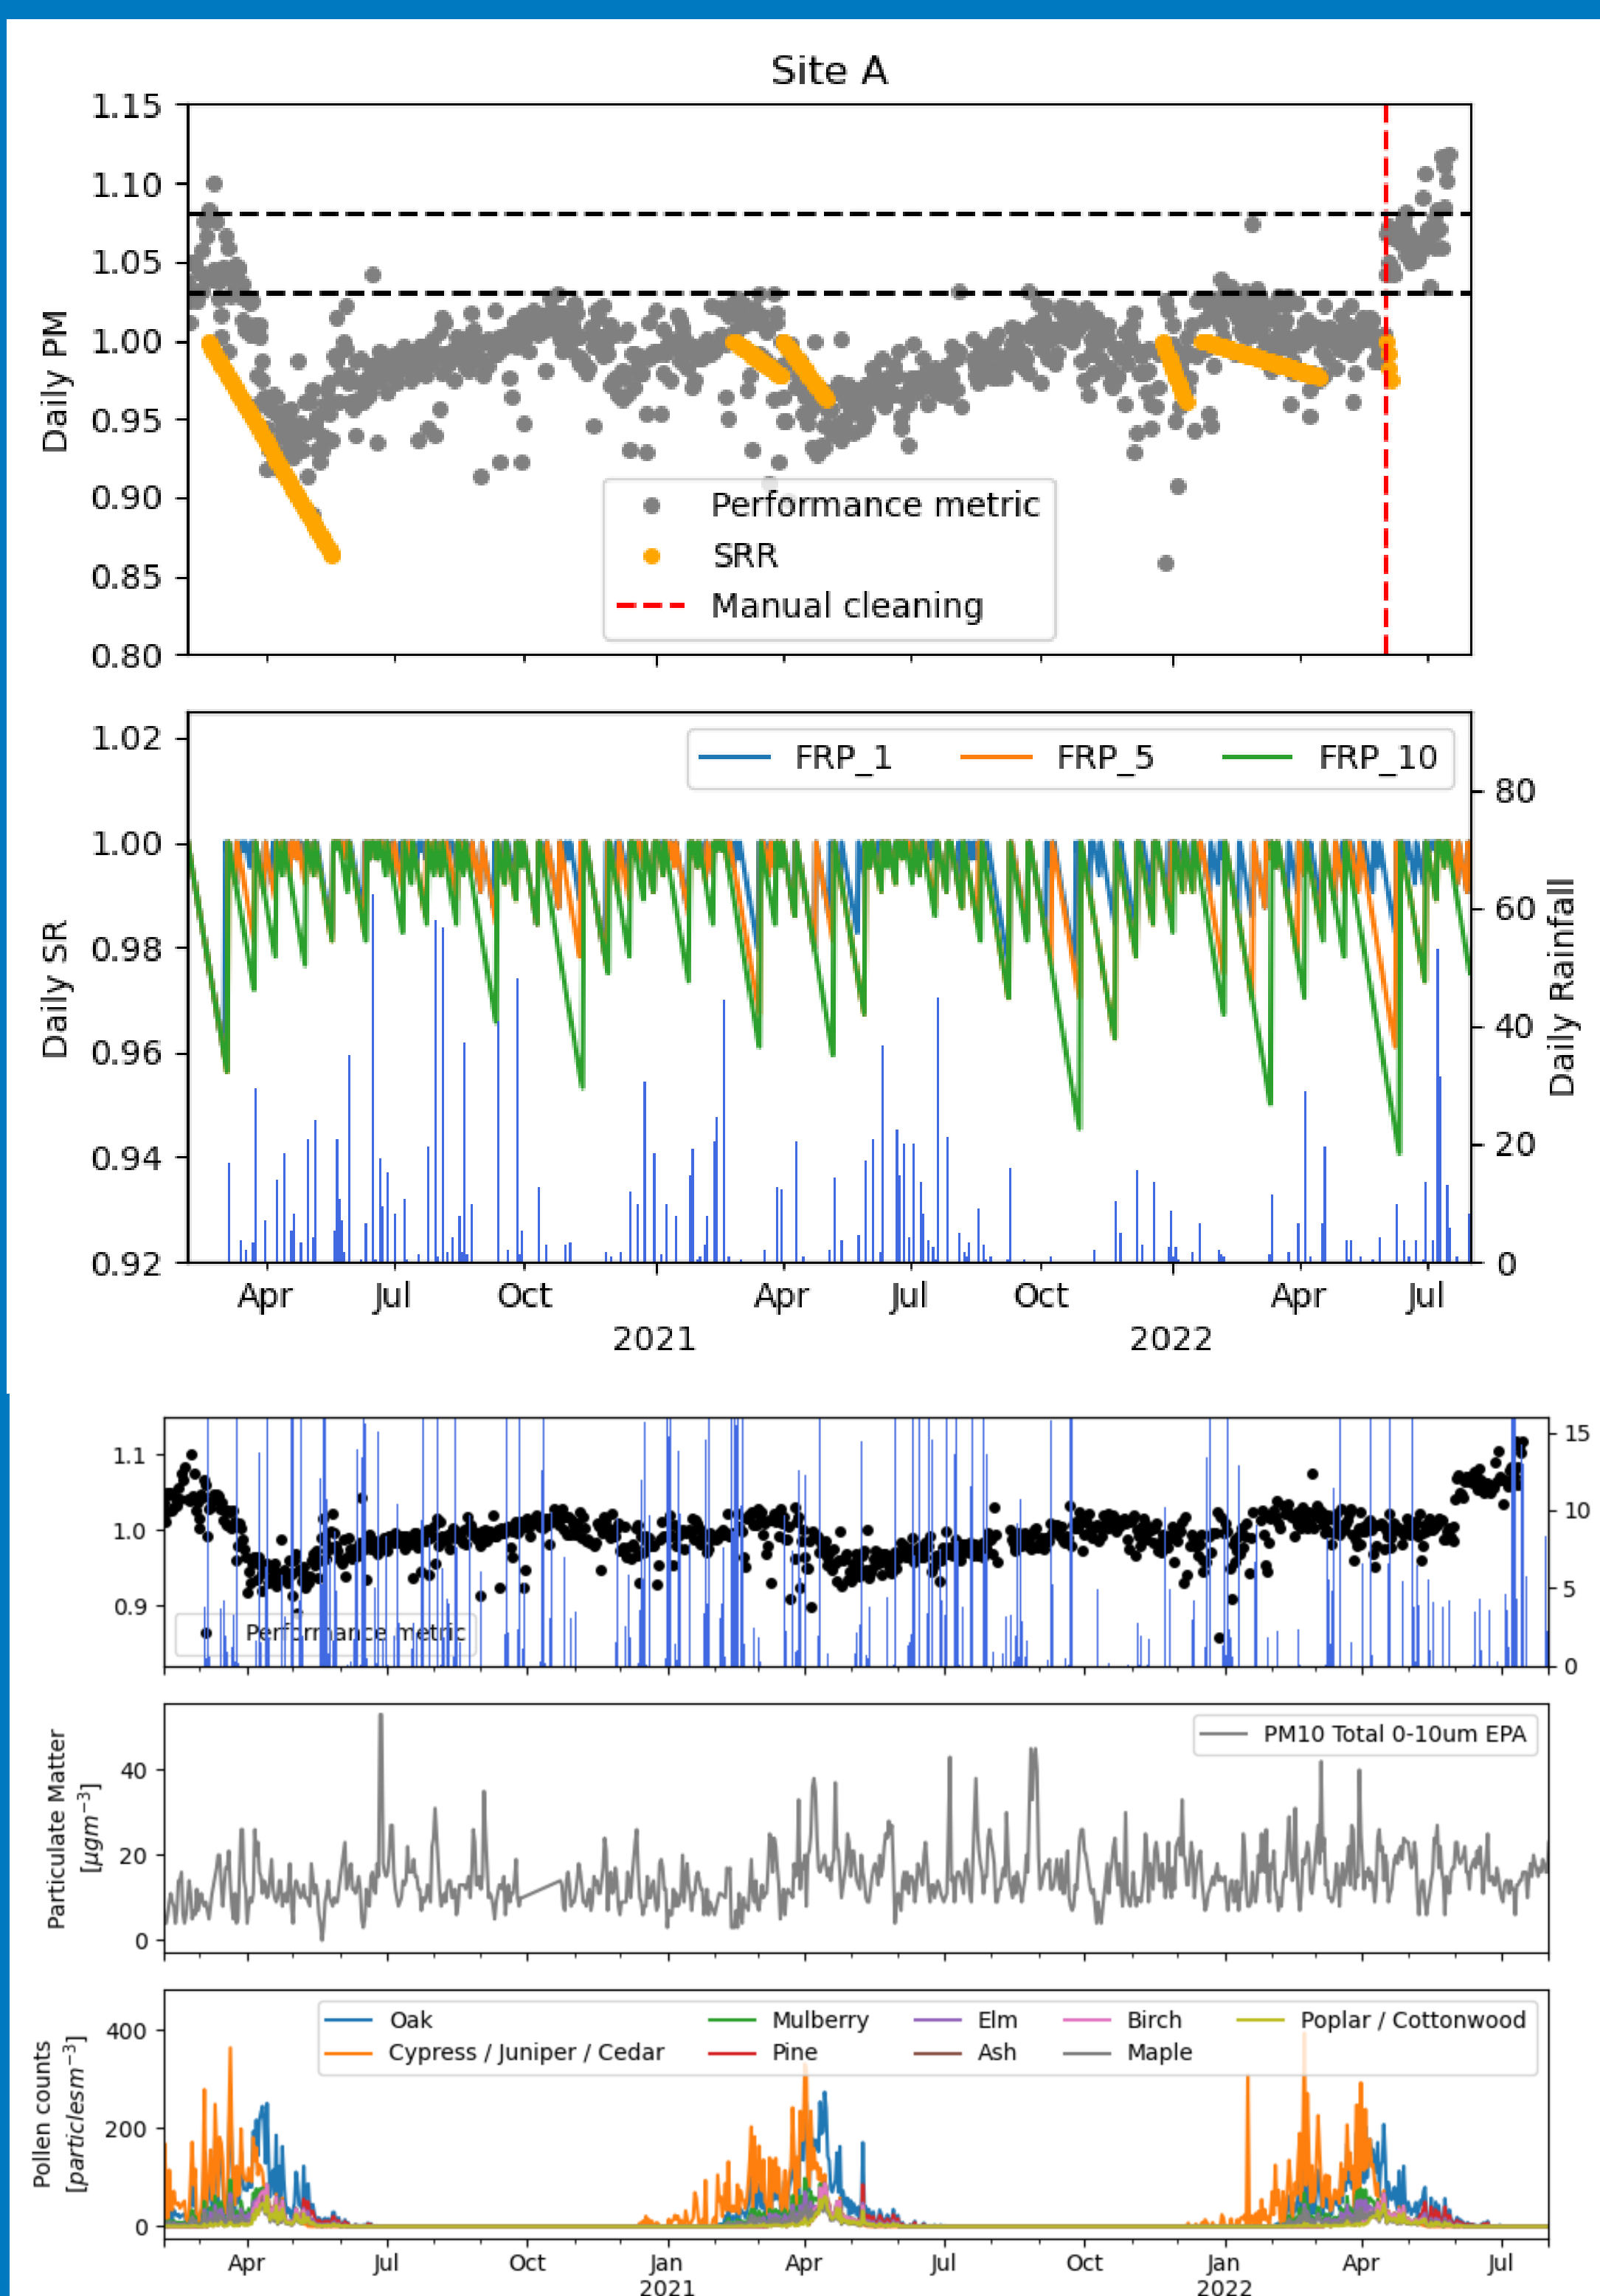 Site A
1.15
1.10
1.05
1.00
0.95
0.90
0.85
0.80
Daily PM
Performance metric
SRR
Manual cleaning
1.02
1.00
0.98
0.96
0.94
0.92
Daily SR
FRP_1 FRP_5 FRP_10
80
60
40
20
0
Daily Rainfall
Apr Jul Oct Apr Jul Oct Apr Jul
2021 2022
1.1
1.0
0.9
Performance metric
15
10
5
0
Particulate Matter
[μgm⁻³]
40
20
0
PM10 Total 0-10um EPA
Pollen counts
[particlesm⁻³]
400
200
0
Oak Mulberry Elm Birch Poplar / Cottonwood
Cypress / Juniper / Cedar Pine Ash Maple
Apr Jul Oct Jan Apr Jul Oct Jan Apr Jul
2021 2022